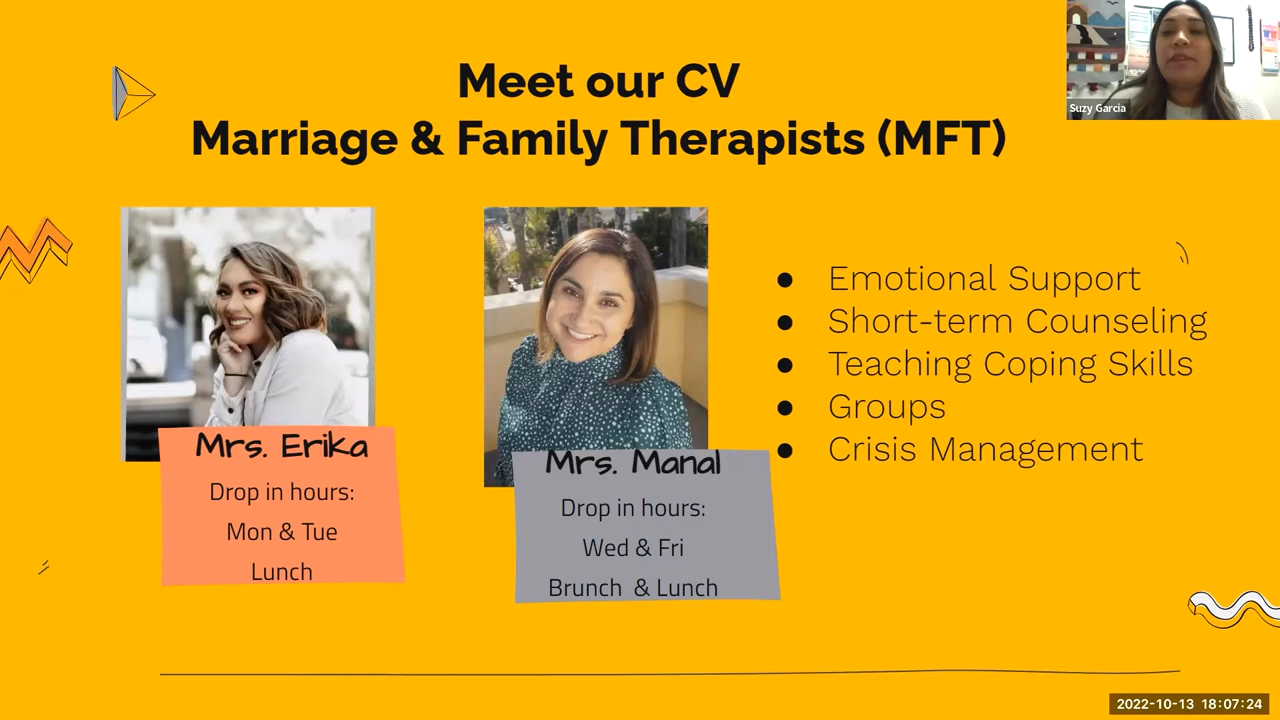 Meet our CV
Marriage & Family Therapists (MFT)
Suzy Garcia
Mrs. Erika
Drop in hours:
Mon & Tue
Lunch
Mrs. Manal
Drop in hours:
Wed & Fri
Brunch & Lunch
● Emotional Support
● Short-term Counseling
● Teaching Coping Skills
● Groups
● Crisis Management
2022-10-13 18:07:24